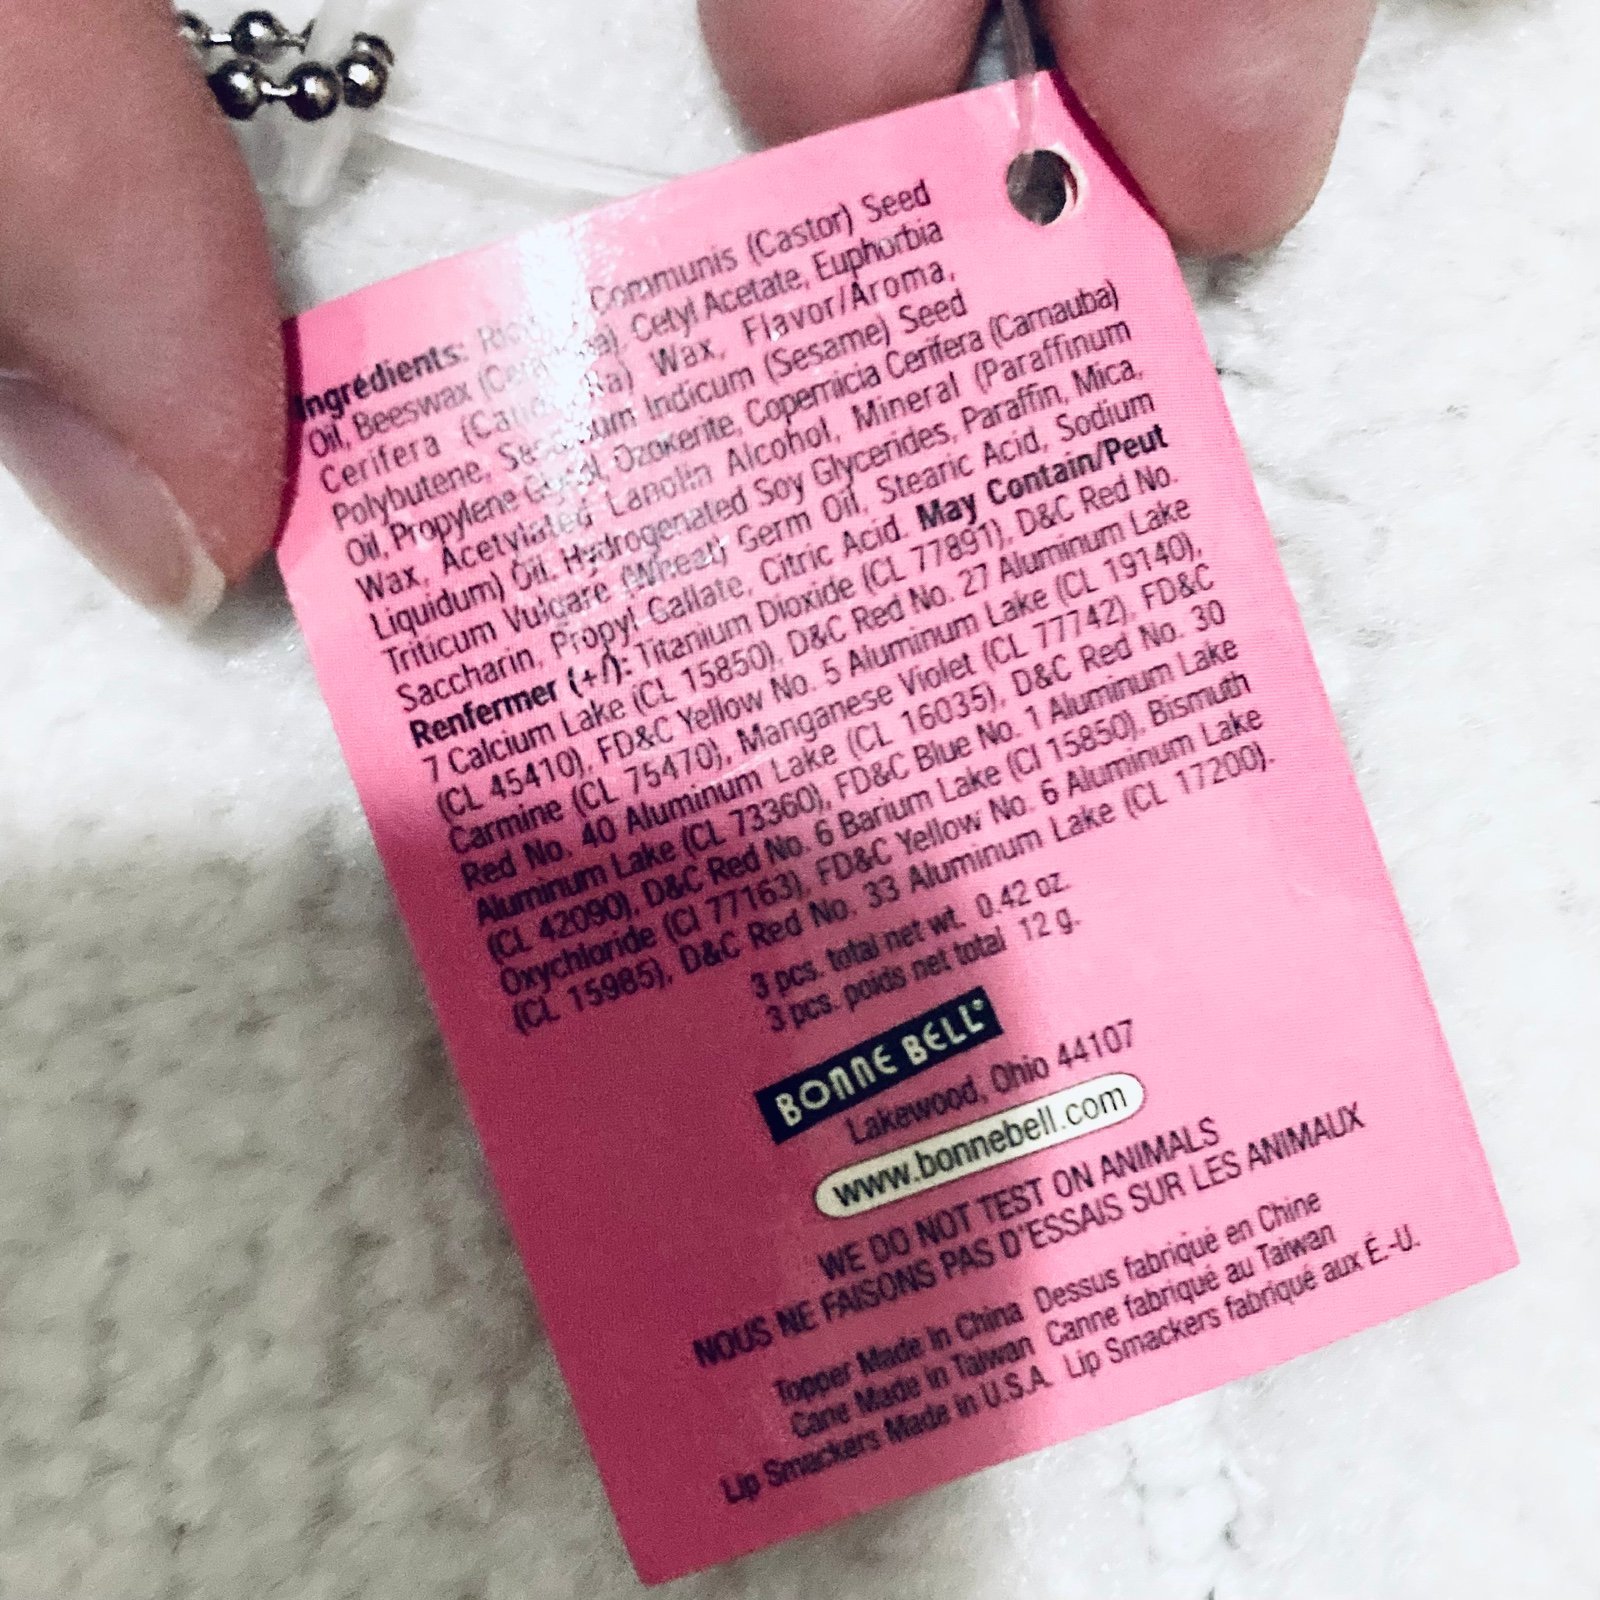 Ingrédients: Communis (Castor) Seed
Oil, Beeswax Cetyl Acetate, Euphorbia
Cerifera Wax, Flavor/Aroma,
Polybutene, Indicum (Sesame) Seed
Oil, Propylene Ozokerite, Copernicia Cerifera (Carnauba)
Wax, Acetylated Lanolin Alcohol, Mineral (Paraffinum
Liquidum) Oil, Hydrogenated Soy Glycerides, Paraffin, Mica,
Triticum Vulgare (Wheat) Germ Oil, Stearic Acid, Sodium
Saccharin, Propyl Gallate, Citric Acid. May Contain/Peut
Renfermer (+/): Titanium Dioxide (CL 77891), D&C Red No.
7 Calcium Lake (CL 15850), D&C Red No. 27 Aluminum Lake
(CL 45410), FD&C Yellow No. 5 Aluminum Lake (CL 19140),
Carmine (CL 75470), Manganese Violet (CL 77742), FD&C
Red No. 40 Aluminum Lake (CL 16035), D&C Red No. 30
Aluminum Lake (CL 73360), FD&C Blue No. 1 Aluminum Lake
(CL 42090), D&C Red No. 6 Barium Lake (CI 15850), Bismuth
Oxychloride (CI 77163), FD&C Yellow No. 6 Aluminum Lake
(CL 15985), D&C Red No. 33 Aluminum Lake (CL 17200).
3 pcs. total net wt. 0.42 oz.
3 pcs. poids net total 12 g.
BONNE BELL®
Lakewood, Ohio 44107
www.bonnebell.com
WE DO NOT TEST ON ANIMALS
NOUS NE FAISONS PAS D'ESSAIS SUR LES ANIMAUX
Topper Made in China Dessus fabriqué en Chine
Cane Made in Taiwan Canne fabriqué au Taiwan
Lip Smackers Made in U.S.A. Lip Smackers fabriqué aux É.-U.